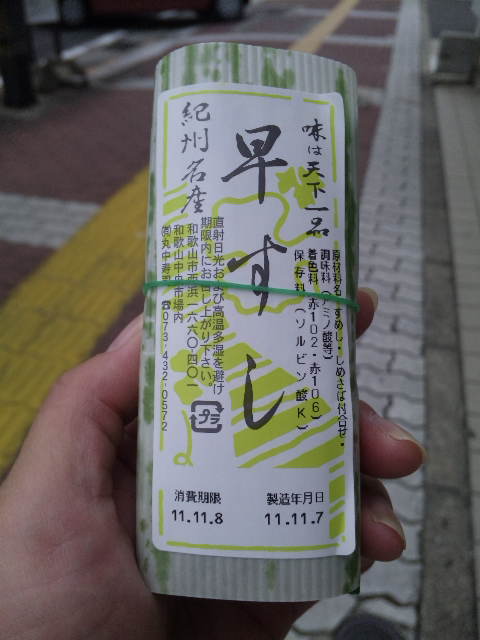 味は天下一品
早すし
紀州名産
原材料名:すめし・しめさば付合せ・
調味料(アミノ酸等)
着色料(赤102・赤106)
保存料(ソルビン酸K)
直射日光および高温多湿を避け
期限内にお召し上がり下さい。
和歌山市西浜一六六〇ー四〇一
和歌山中央市場内
㈲丸中寿司 ☎073-432-0572
プラ
消費期限
11.11.8
製造年月日
11.11.7